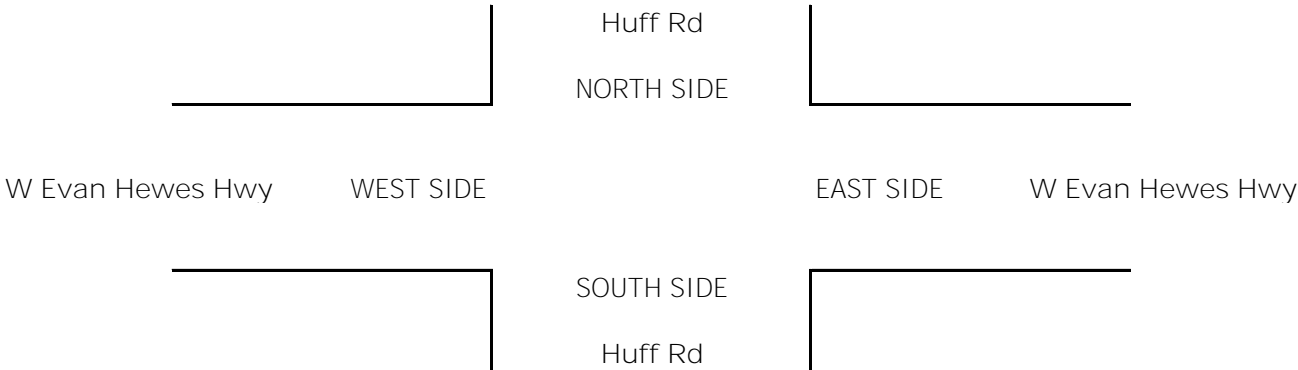 Huff Rd
NORTH SIDE
W Evan Hewes Hwy WEST SIDE EAST SIDE W Evan Hewes Hwy
SOUTH SIDE
Huff Rd